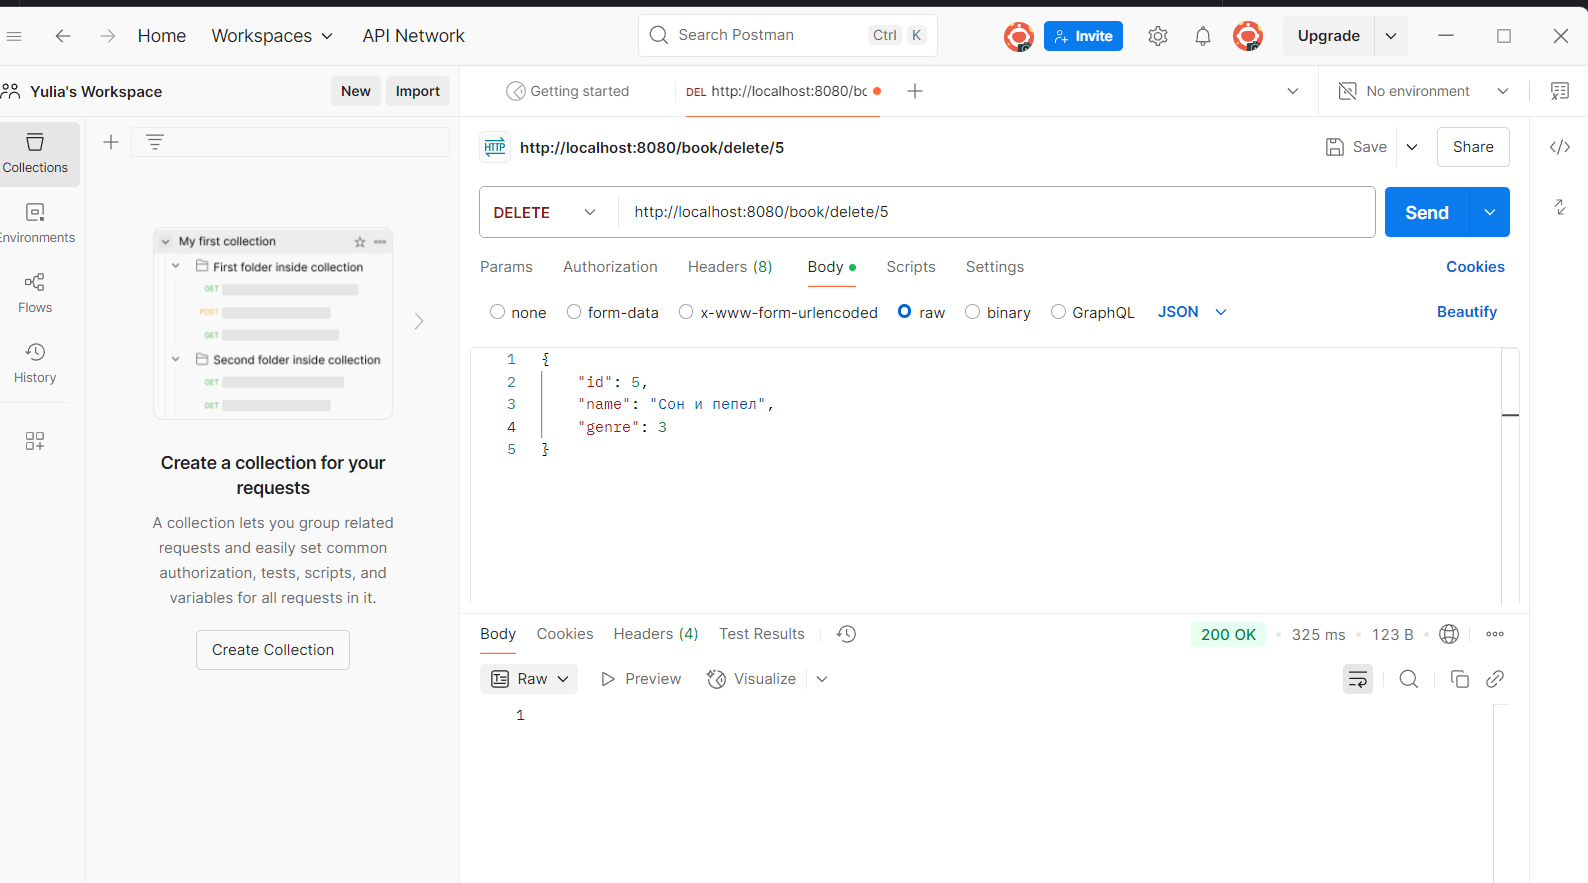 Home
Workspaces
API Network
Search Postman
Ctrl
K
Invite
Upgrade
Yulia's Workspace
New
Import
Getting started
DEL http://localhost:8080/bc
No environment
Collections
Environments
Flows
History
My first collection
First folder inside collection
GET
POST
GET
Second folder inside collection
GET
GET
Create a collection for your
requests
A collection lets you group related
requests and easily set common
authorization, tests, scripts, and
variables for all requests in it.
Create Collection
HTTP
http://localhost:8080/book/delete/5
Save
Share
DELETE
http://localhost:8080/book/delete/5
Send
Params
Authorization
Headers (8)
Body
Scripts
Settings
Cookies
none
form-data
x-www-form-urlencoded
raw
binary
GraphQL
JSON
Beautify
1 {
2 "id": 5,
3 "name": "Сон и пепел",
4 "genre": 3
5 }
Body
Cookies
Headers (4)
Test Results
200 OK
325 ms
123 B
Raw
Preview
Visualize
1